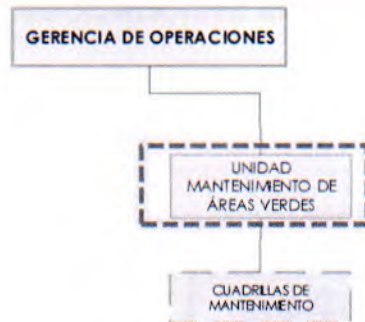 GERENCIA DE OPERACIONES
UNIDAD
MANTENIMIENTO DE
ÁREAS VERDES
CUADRILLAS DE
MANTENIMIENTO